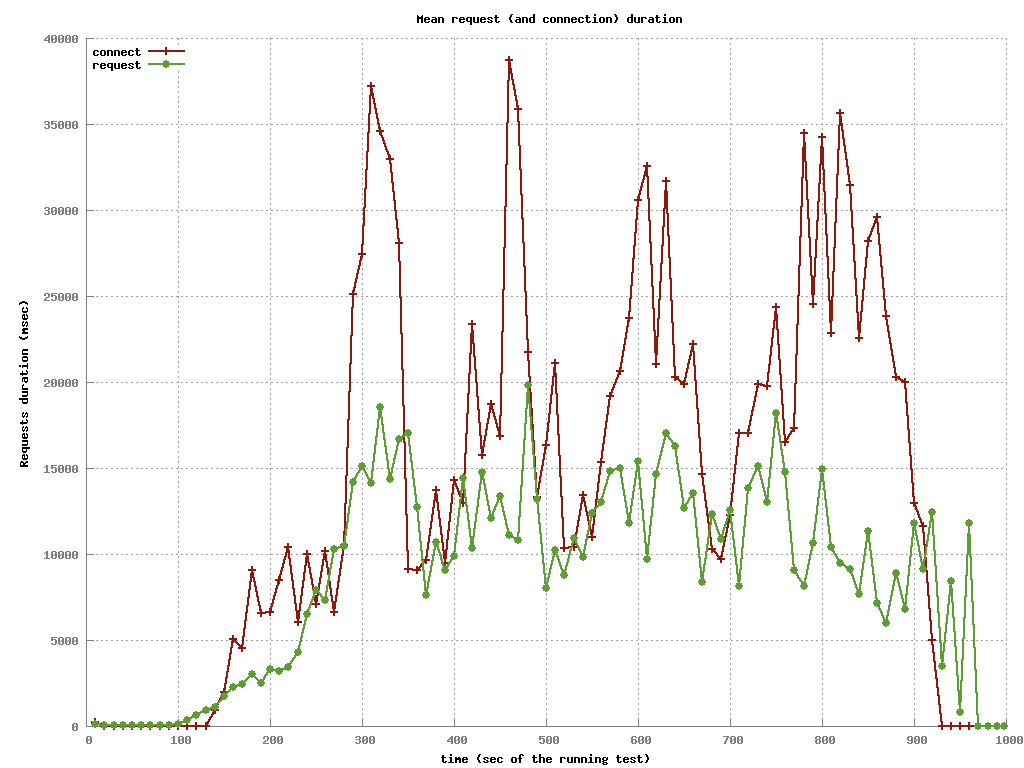 Mean request (and connection) duration
connect
request
40000
35000
30000
25000
20000
15000
10000
5000
0
Requests duration (msec)
0 100 200 300 400 500 600 700 800 900 1000
time (sec of the running test)